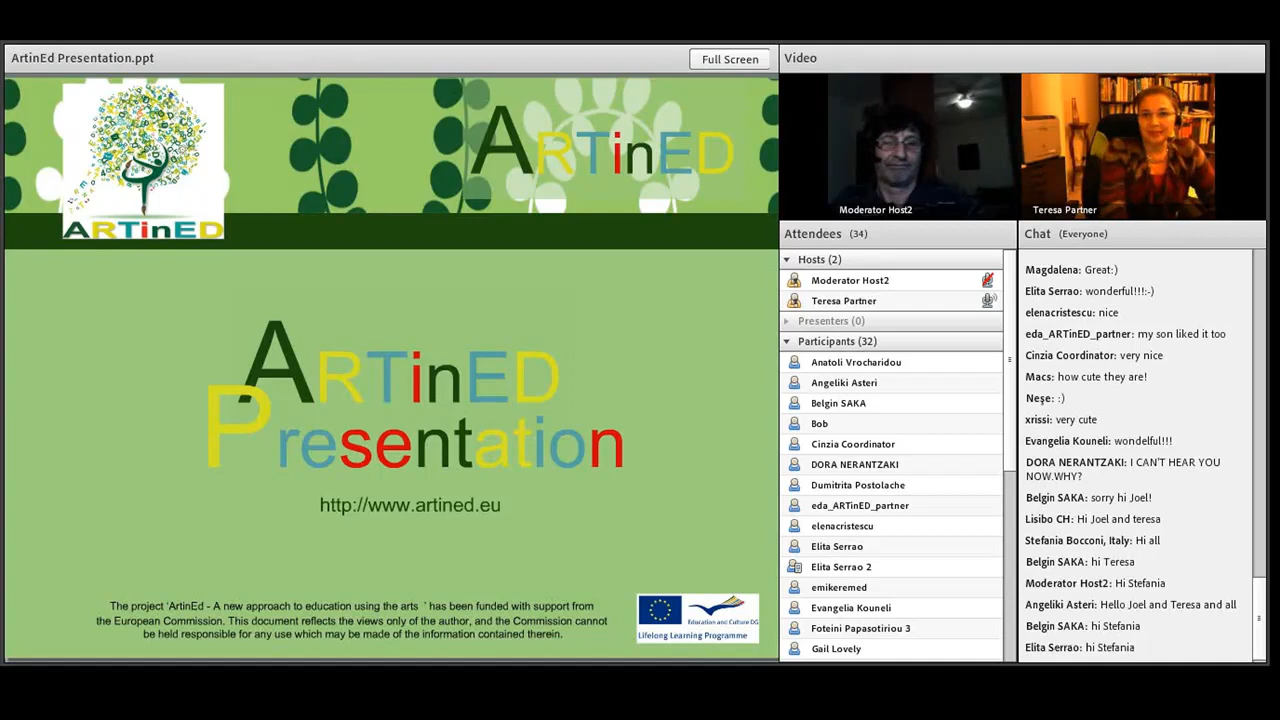 ArtinEd Presentation.ppt
Full Screen
ARTinED
ARTinED
ARTinED
Presentation
http://www.artined.eu
The project 'ArtinEd - A new approach to education using the arts ' has been funded with support from
the European Commission. This document reflects the views only of the author, and the Commission cannot
be held responsible for any use which may be made of the information contained therein.
Education and Culture DG
Lifelong Learning Programme
Video
Moderator Host2
Teresa Partner
Attendees (34)
Hosts (2)
Moderator Host2
Teresa Partner
Presenters (0)
Participants (32)
Anatoli Vrocharidou
Angeliki Asteri
Belgin SAKA
Bob
Cinzia Coordinator
DORA NERANTZAKI
Dumitrita Postolache
eda_ARTinED_partner
elenacristescu
Elita Serrao
Elita Serrao 2
emikeremed
Evangelia Kouneli
Foteini Papasotiriou 3
Gail Lovely
Chat (Everyone)
Magdalena: Great:)
Elita Serrao: wonderful!!!:-)
elenacristescu: nice
eda_ARTinED_partner: my son liked it too
Cinzia Coordinator: very nice
Macs: how cute they are!
Neşe: :)
xrissi: very cute
Evangelia Kouneli: wondelful!!!
DORA NERANTZAKI: I CAN'T HEAR YOU
NOW.WHY?
Belgin SAKA: sorry hi Joel!
Lisibo CH: Hi Joel and teresa
Stefania Bocconi, Italy: Hi all
Belgin SAKA: hi Teresa
Moderator Host2: Hi Stefania
Angeliki Asteri: Hello Joel and Teresa and all
Belgin SAKA: hi Stefania
Elita Serrao: hi Stefania